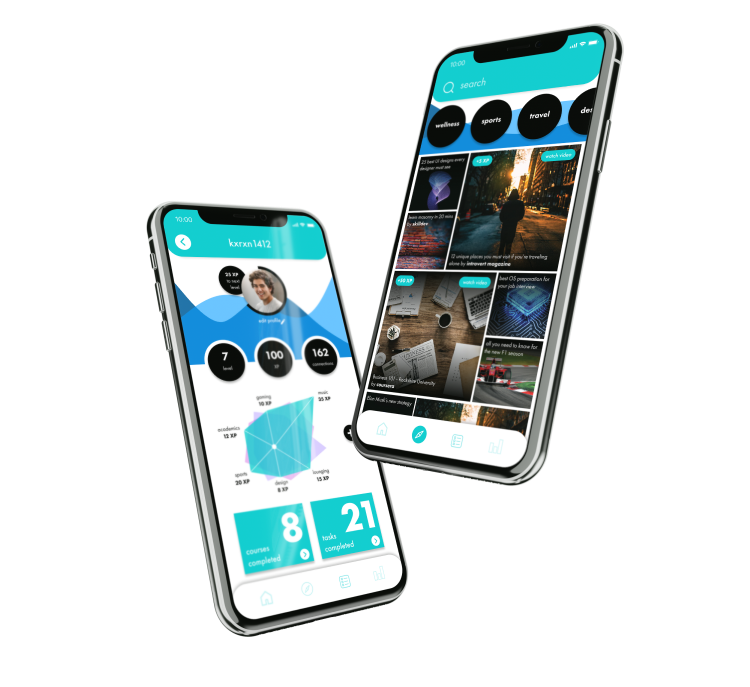 10:00
kxrxn1412
25 XP
to next
level
edit profile
7
level
100
XP
162
connections
gaming
10 XP
music
25 XP
academics
12 XP
sports
30 XP
design
8 XP
lounging
15 XP
8
courses
completed
21
tasks
completed
10:00
search
wellness
sports
travel
des
25 best UI designs every
designer must see
+5 XP
watch video
learn masonry in 20 mins
by skilldev
12 unique places you must visit if you're traveling
alone by introvert magazine
+30 XP
watch video
best OS preparation for
your job interview
Business 101 - Rockstar University
by coursera
all you need to know for
the new F1 season
Elon Musk's new strategy